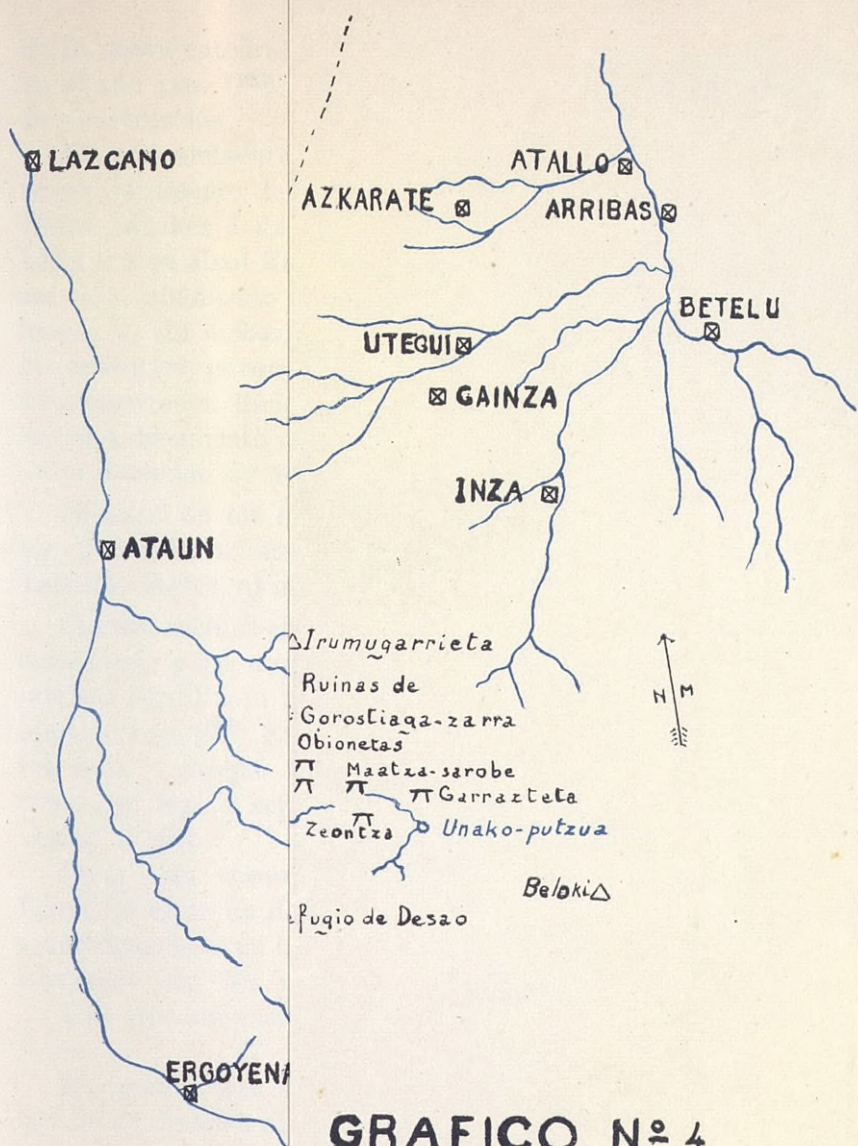 LAZCANO
ATALLO
AZKARATE
ARRIBAS
BETELU
UTEGUI
GAINZA
INZA
ATAUN
Irumugarrieta
Ruinas de
Gorostiaga-zarra
Obionetas
Maatza-sarobe
Garrazteta
Zeontza
Unako-putzua
Beloki
efugio de Desao
ERGOYENA
N M
GRAFICO Nº 4